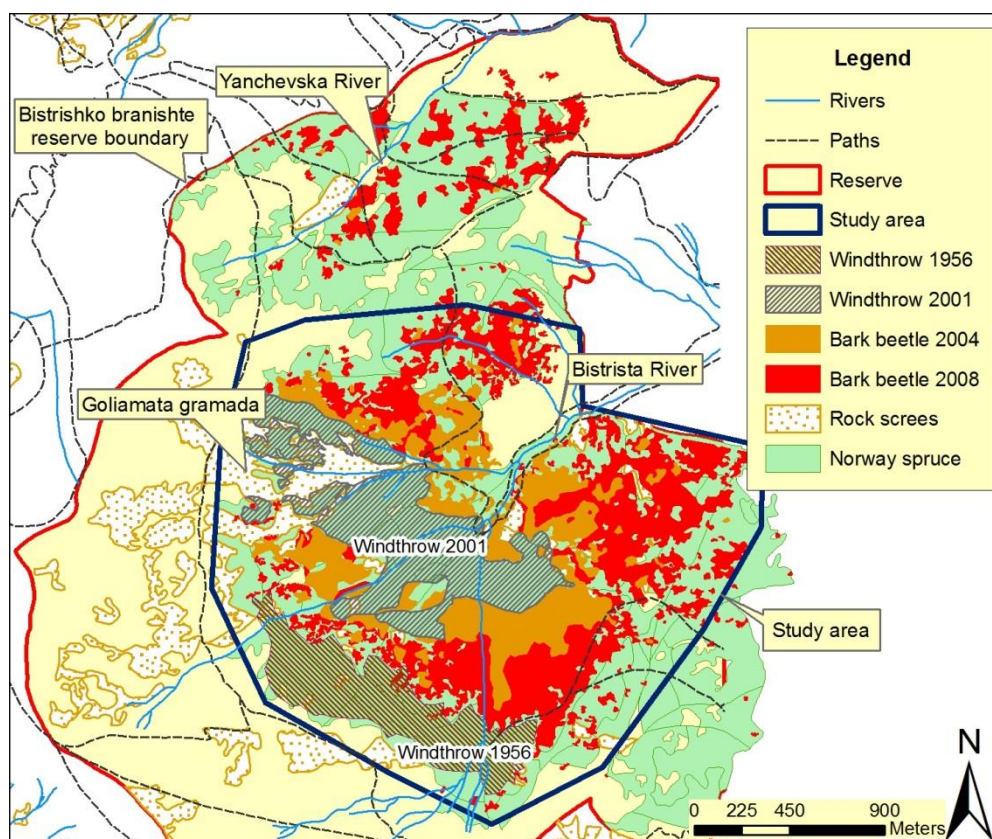 Yanchevska River
Bistrishko branishte
reserve boundary
Goliamata gramada
Bistrista River
Windthrow 2001
Study area
Windthrow 1956
Legend
Rivers
Paths
Reserve
Study area
Windthrow 1956
Windthrow 2001
Bark beetle 2004
Bark beetle 2008
Rock screes
Norway spruce
N
0 225 450 900
Meters